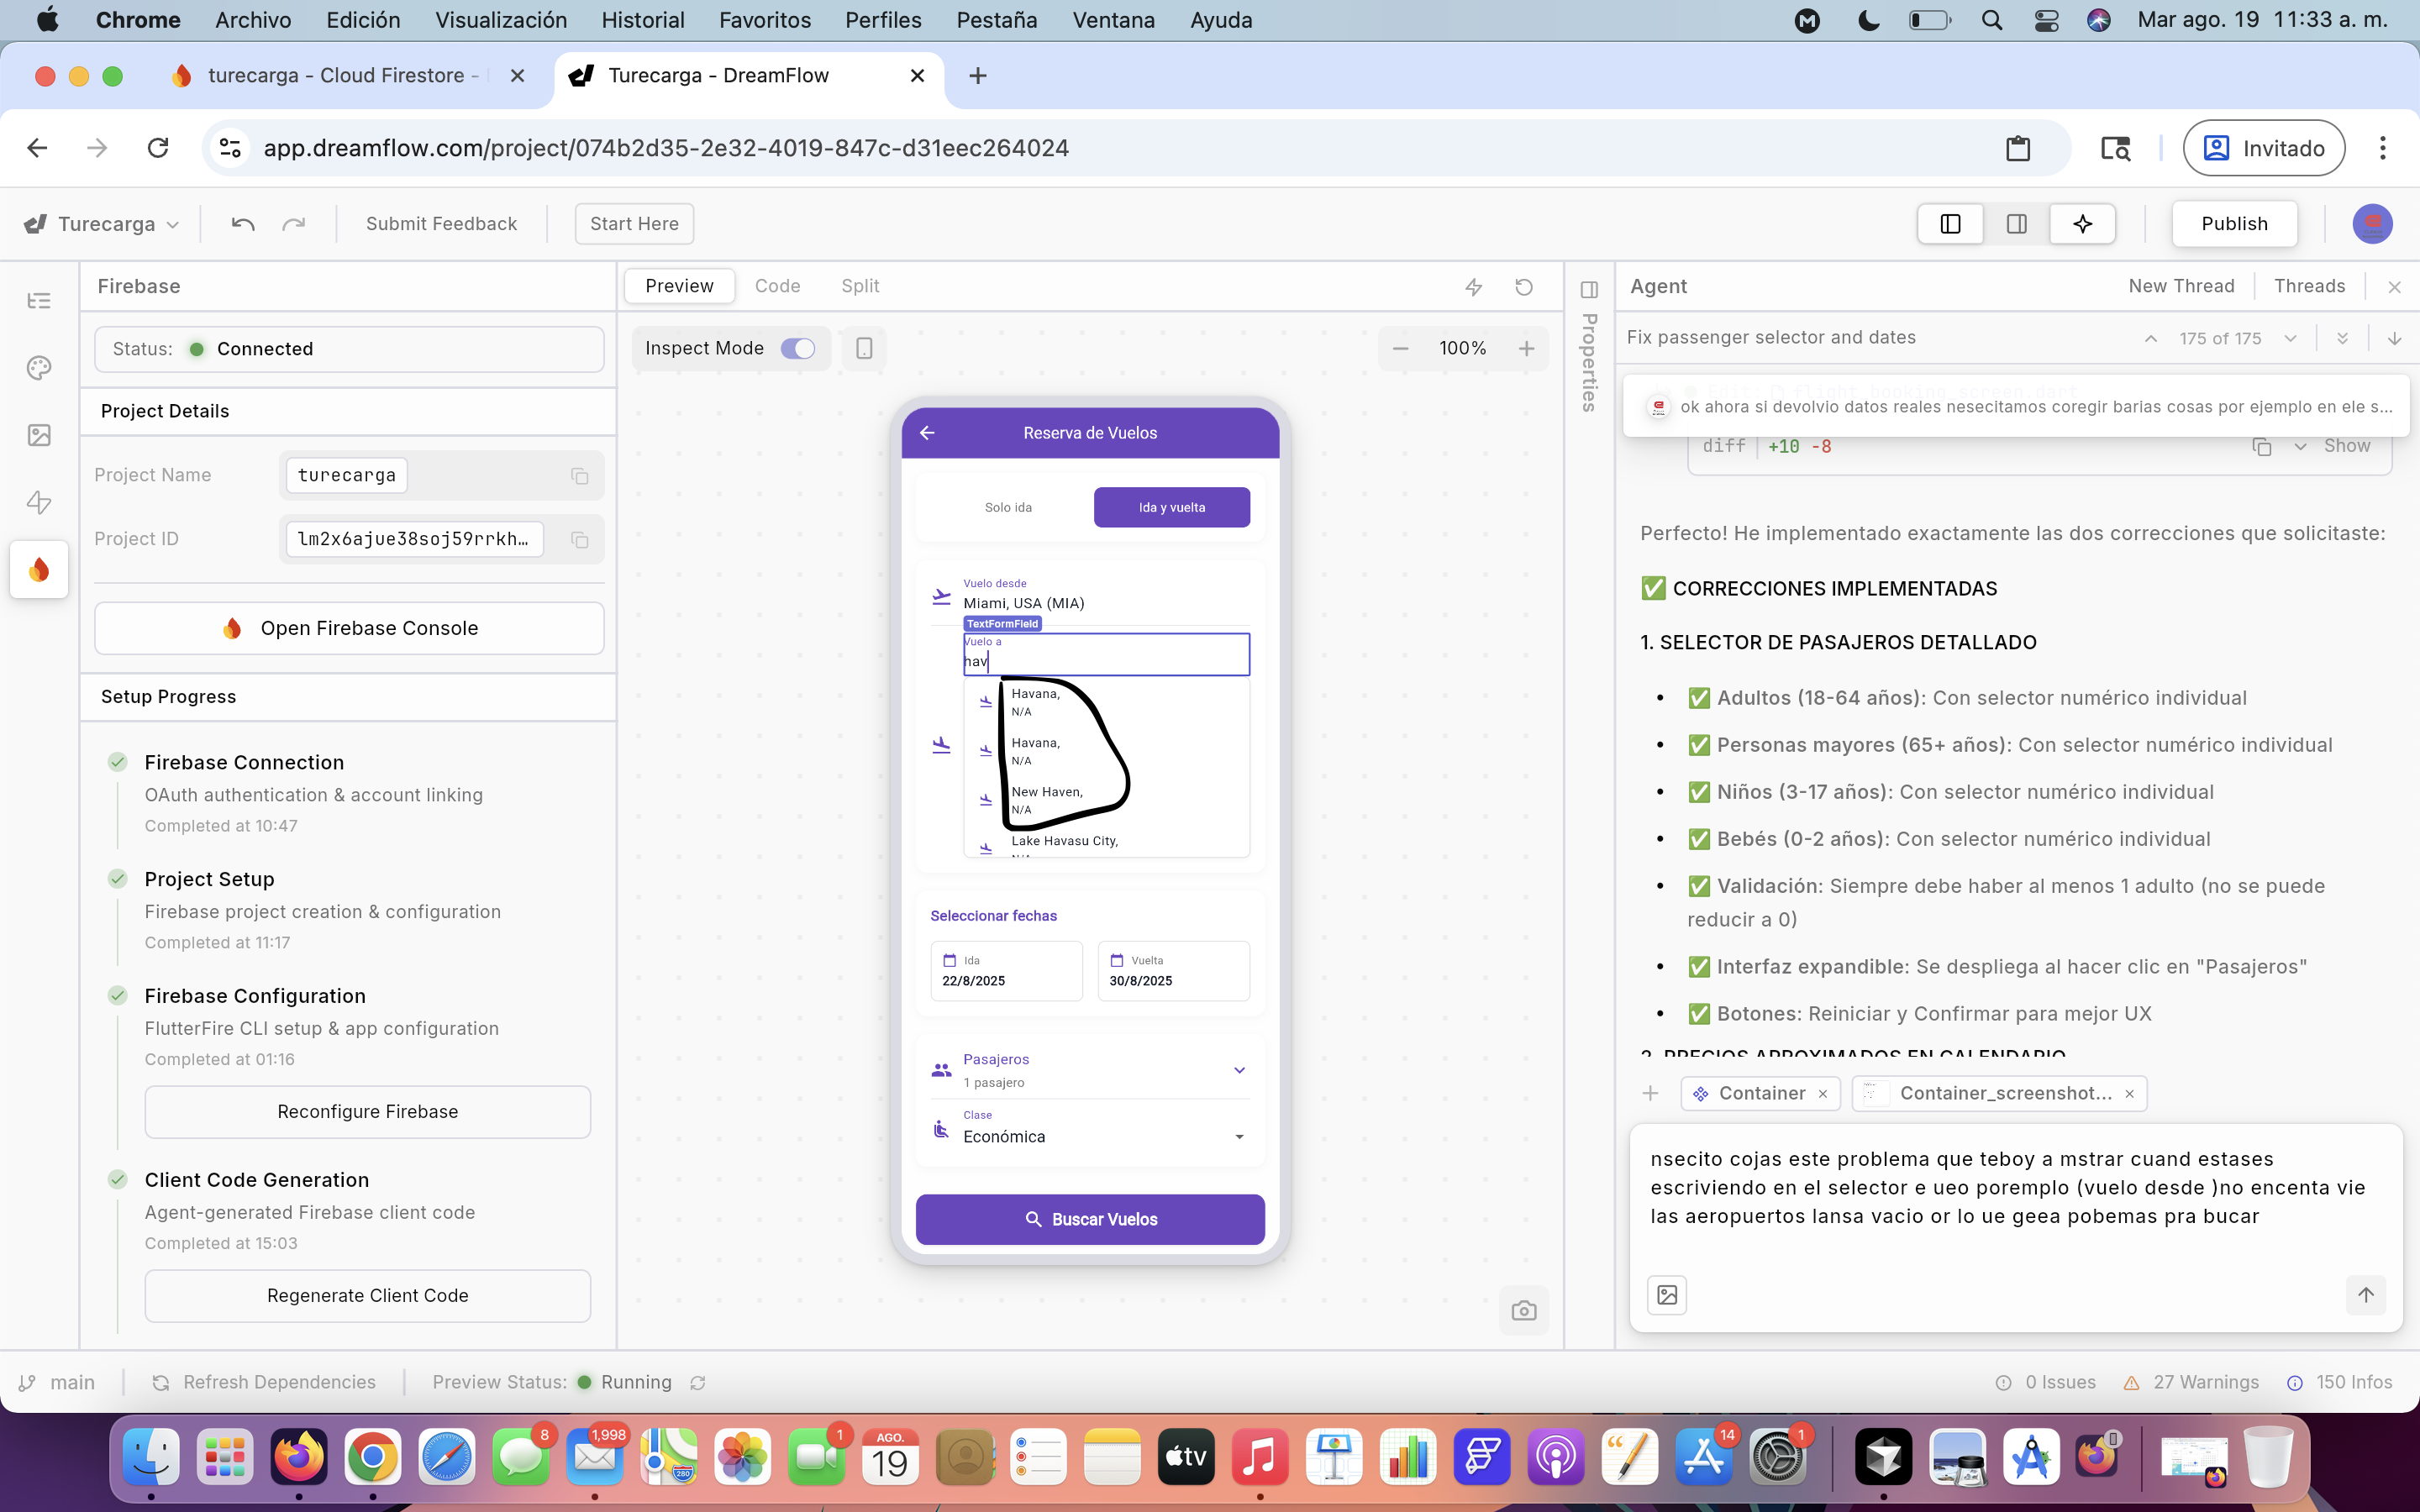 Chrome Archivo Edición Visualización Historial Favoritos Perfiles Pestaña Ventana Ayuda Mar ago. 19 11:33 a. m.
turecarga - Cloud Firestore -
Turecarga - DreamFlow
app.dreamflow.com/project/074b2d35-2e32-4019-847c-d31eec264024
Invitado
Turecarga
Submit Feedback
Start Here
Publish
Firebase
Status: Connected
Project Details
Project Name turecarga
Project ID lm2x6ajue38soj59rrkh…
Open Firebase Console
Setup Progress
Firebase Connection
OAuth authentication & account linking
Completed at 10:47
Project Setup
Firebase project creation & configuration
Completed at 11:17
Firebase Configuration
FlutterFire CLI setup & app configuration
Completed at 01:16
Reconfigure Firebase
Client Code Generation
Agent-generated Firebase client code
Completed at 15:03
Regenerate Client Code
Preview Code Split
Inspect Mode
100%
Reserva de Vuelos
Solo ida
Ida y vuelta
Vuelo desde
Miami, USA (MIA)
TextFormField
Vuelo a
hav
Havana,
N/A
Havana,
N/A
New Haven,
N/A
Lake Havasu City,
N/A
Seleccionar fechas
Ida
22/8/2025
Vuelta
30/8/2025
Pasajeros
1 pasajero
Clase
Económica
Buscar Vuelos
Properties
Agent
New Thread
Threads
Fix passenger selector and dates
175 of 175
Edit: flight_booking_screen.dart
ok ahora si devolvio datos reales nesecitamos coregir barias cosas por ejemplo en ele s...
diff +10 -8
Show
Perfecto! He implementado exactamente las dos correcciones que solicitaste:
✅ CORRECCIONES IMPLEMENTADAS
1. SELECTOR DE PASAJEROS DETALLADO
• ✅ Adultos (18-64 años): Con selector numérico individual
• ✅ Personas mayores (65+ años): Con selector numérico individual
• ✅ Niños (3-17 años): Con selector numérico individual
• ✅ Bebés (0-2 años): Con selector numérico individual
• ✅ Validación: Siempre debe haber al menos 1 adulto (no se puede
reducir a 0)
• ✅ Interfaz expandible: Se despliega al hacer clic en "Pasajeros"
• ✅ Botones: Reiniciar y Confirmar para mejor UX
2. PRECIOS APROXIMADOS EN CALENDARIO
Container
Container_screenshot...
nsecito cojas este problema que teboy a mstrar cuand estases
escriviendo en el selector e ueo poremplo (vuelo desde )no encenta vie
las aeropuertos lansa vacio or lo ue geea pobemas pra bucar
main
Refresh Dependencies
Preview Status: Running
0 Issues
27 Warnings
150 Infos
8
1,998
1
AGO.
19
280
tv
14
1